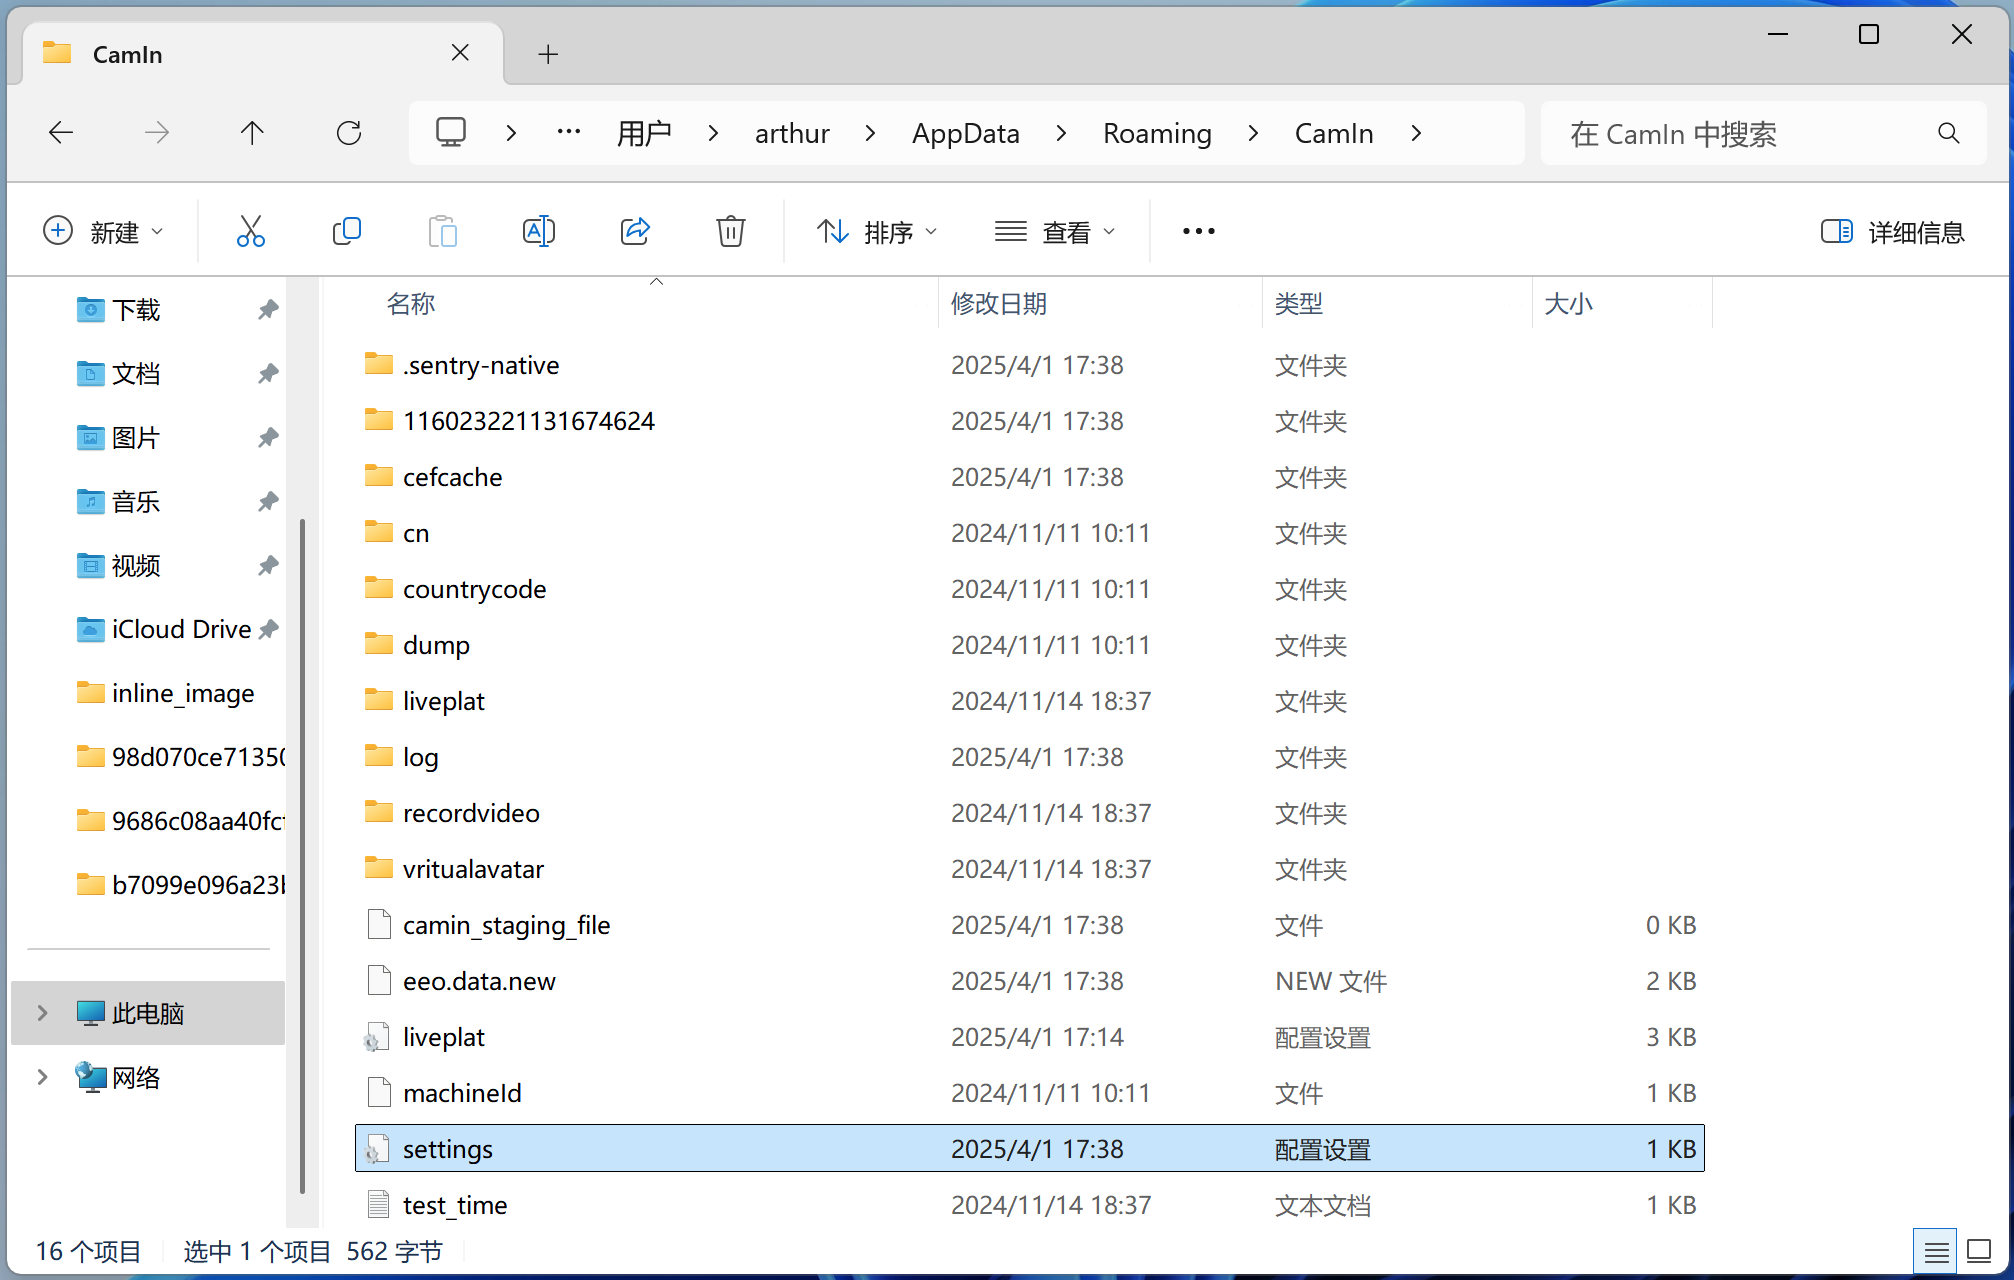 CamIn
… 用户 arthur AppData Roaming CamIn
在 CamIn 中搜索
新建 排序 查看 ••• 详细信息
下载
文档
图片
音乐
视频
iCloud Drive
inline_image
98d070ce7135
9686c08aa40fc
b7099e096a23
此电脑
网络
名称 修改日期 类型 大小
.sentry-native 2025/4/1 17:38 文件夹
116023221131674624 2025/4/1 17:38 文件夹
cefcache 2025/4/1 17:38 文件夹
cn 2024/11/11 10:11 文件夹
countrycode 2024/11/11 10:11 文件夹
dump 2024/11/11 10:11 文件夹
liveplat 2024/11/14 18:37 文件夹
log 2025/4/1 17:38 文件夹
recordvideo 2024/11/14 18:37 文件夹
vritualavatar 2024/11/14 18:37 文件夹
camin_staging_file 2025/4/1 17:38 文件 0 KB
eeo.data.new 2025/4/1 17:38 NEW 文件 2 KB
liveplat 2025/4/1 17:14 配置设置 3 KB
machineId 2024/11/11 10:11 文件 1 KB
settings 2025/4/1 17:38 配置设置 1 KB
test_time 2024/11/14 18:37 文本文档 1 KB
16 个项目 选中 1 个项目 562 字节